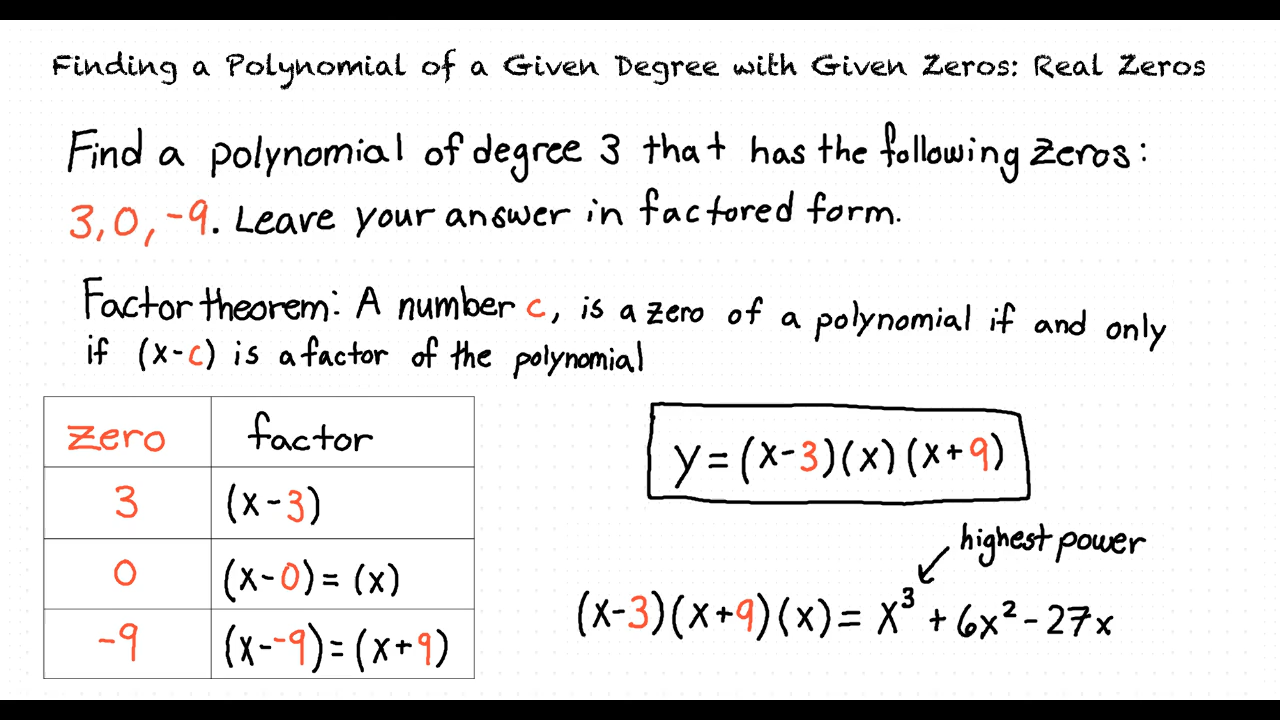 Finding a Polynomial of a Given Degree with Given Zeros: Real Zeros
Find a polynomial of degree 3 that has the following zeros:
3, 0, -9. Leave your answer in factored form.
Factor theorem: A number c, is a zero of a polynomial if and only
if (x-c) is a factor of the polynomial
zero factor
3 (x-3)
0 (x-0) = (x)
-9 (x--9) = (x+9)
y = (x-3)(x)(x+9)
highest power
(x-3)(x+9)(x) = x³ + 6x² - 27x